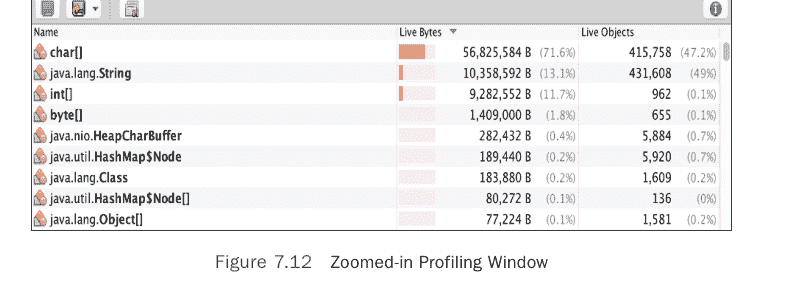 Name Live Bytes Live Objects
char[] 56,825,584 B (71.6%) 415,758 (47.2%)
java.lang.String 10,358,592 B (13.1%) 431,608 (49%)
int[] 9,282,552 B (11.7%) 962 (0.1%)
byte[] 1,409,000 B (1.8%) 655 (0.1%)
java.nio.HeapCharBuffer 282,432 B (0.4%) 5,884 (0.7%)
java.util.HashMap$Node 189,440 B (0.2%) 5,920 (0.7%)
java.lang.Class 183,880 B (0.2%) 1,609 (0.2%)
java.util.HashMap$Node[] 80,272 B (0.1%) 136 (0%)
java.lang.Object[] 77,224 B (0.1%) 1,581 (0.2%)
Figure 7.12 Zoomed-in Profiling Window